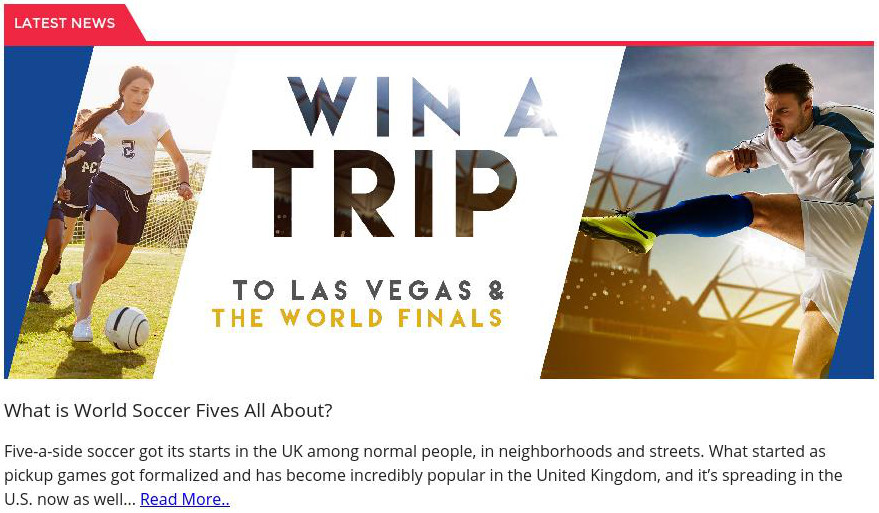 LATEST NEWS
WIN A
TRIP
TO LAS VEGAS &
THE WORLD FINALS
5
PC
What is World Soccer Fives All About?
Five-a-side soccer got its starts in the UK among normal people, in neighborhoods and streets. What started as
pickup games got formalized and has become incredibly popular in the United Kingdom, and it’s spreading in the
U.S. now as well... Read More..